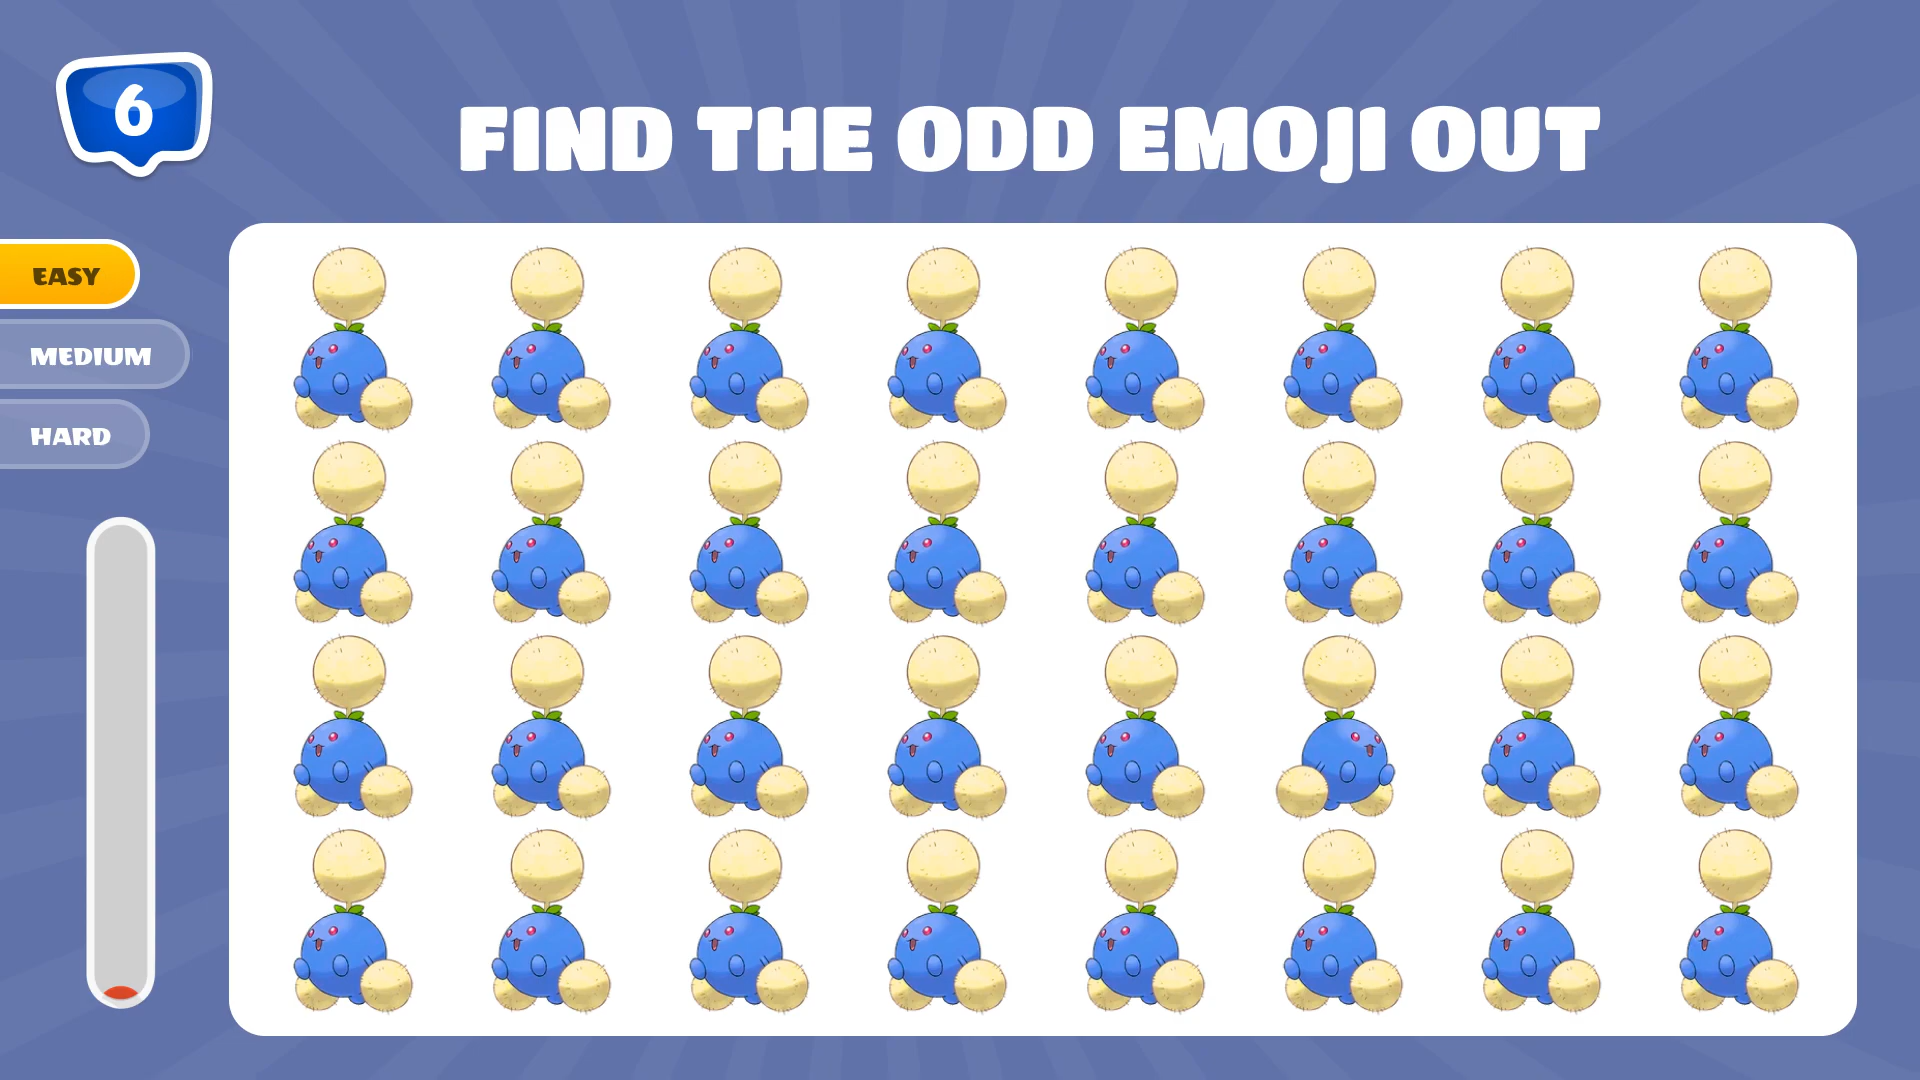 6
FIND THE ODD EMOJI OUT
EASY
MEDIUM
HARD